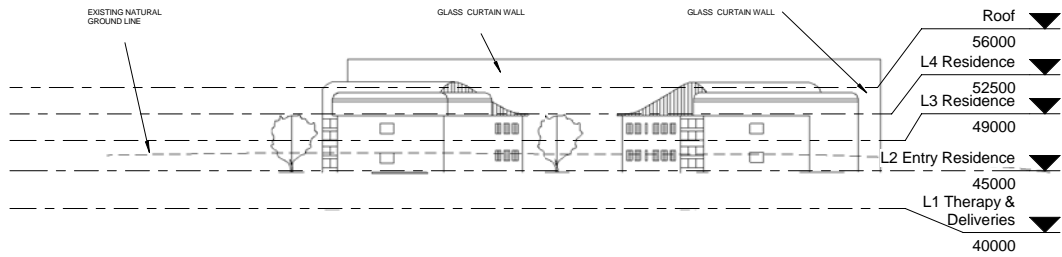 EXISTING NATURAL
GROUND LINE
GLASS CURTAIN WALL
GLASS CURTAIN WALL
Roof
56000
L4 Residence
52500
L3 Residence
49000
L2 Entry Residence
45000
L1 Therapy &
Deliveries
40000